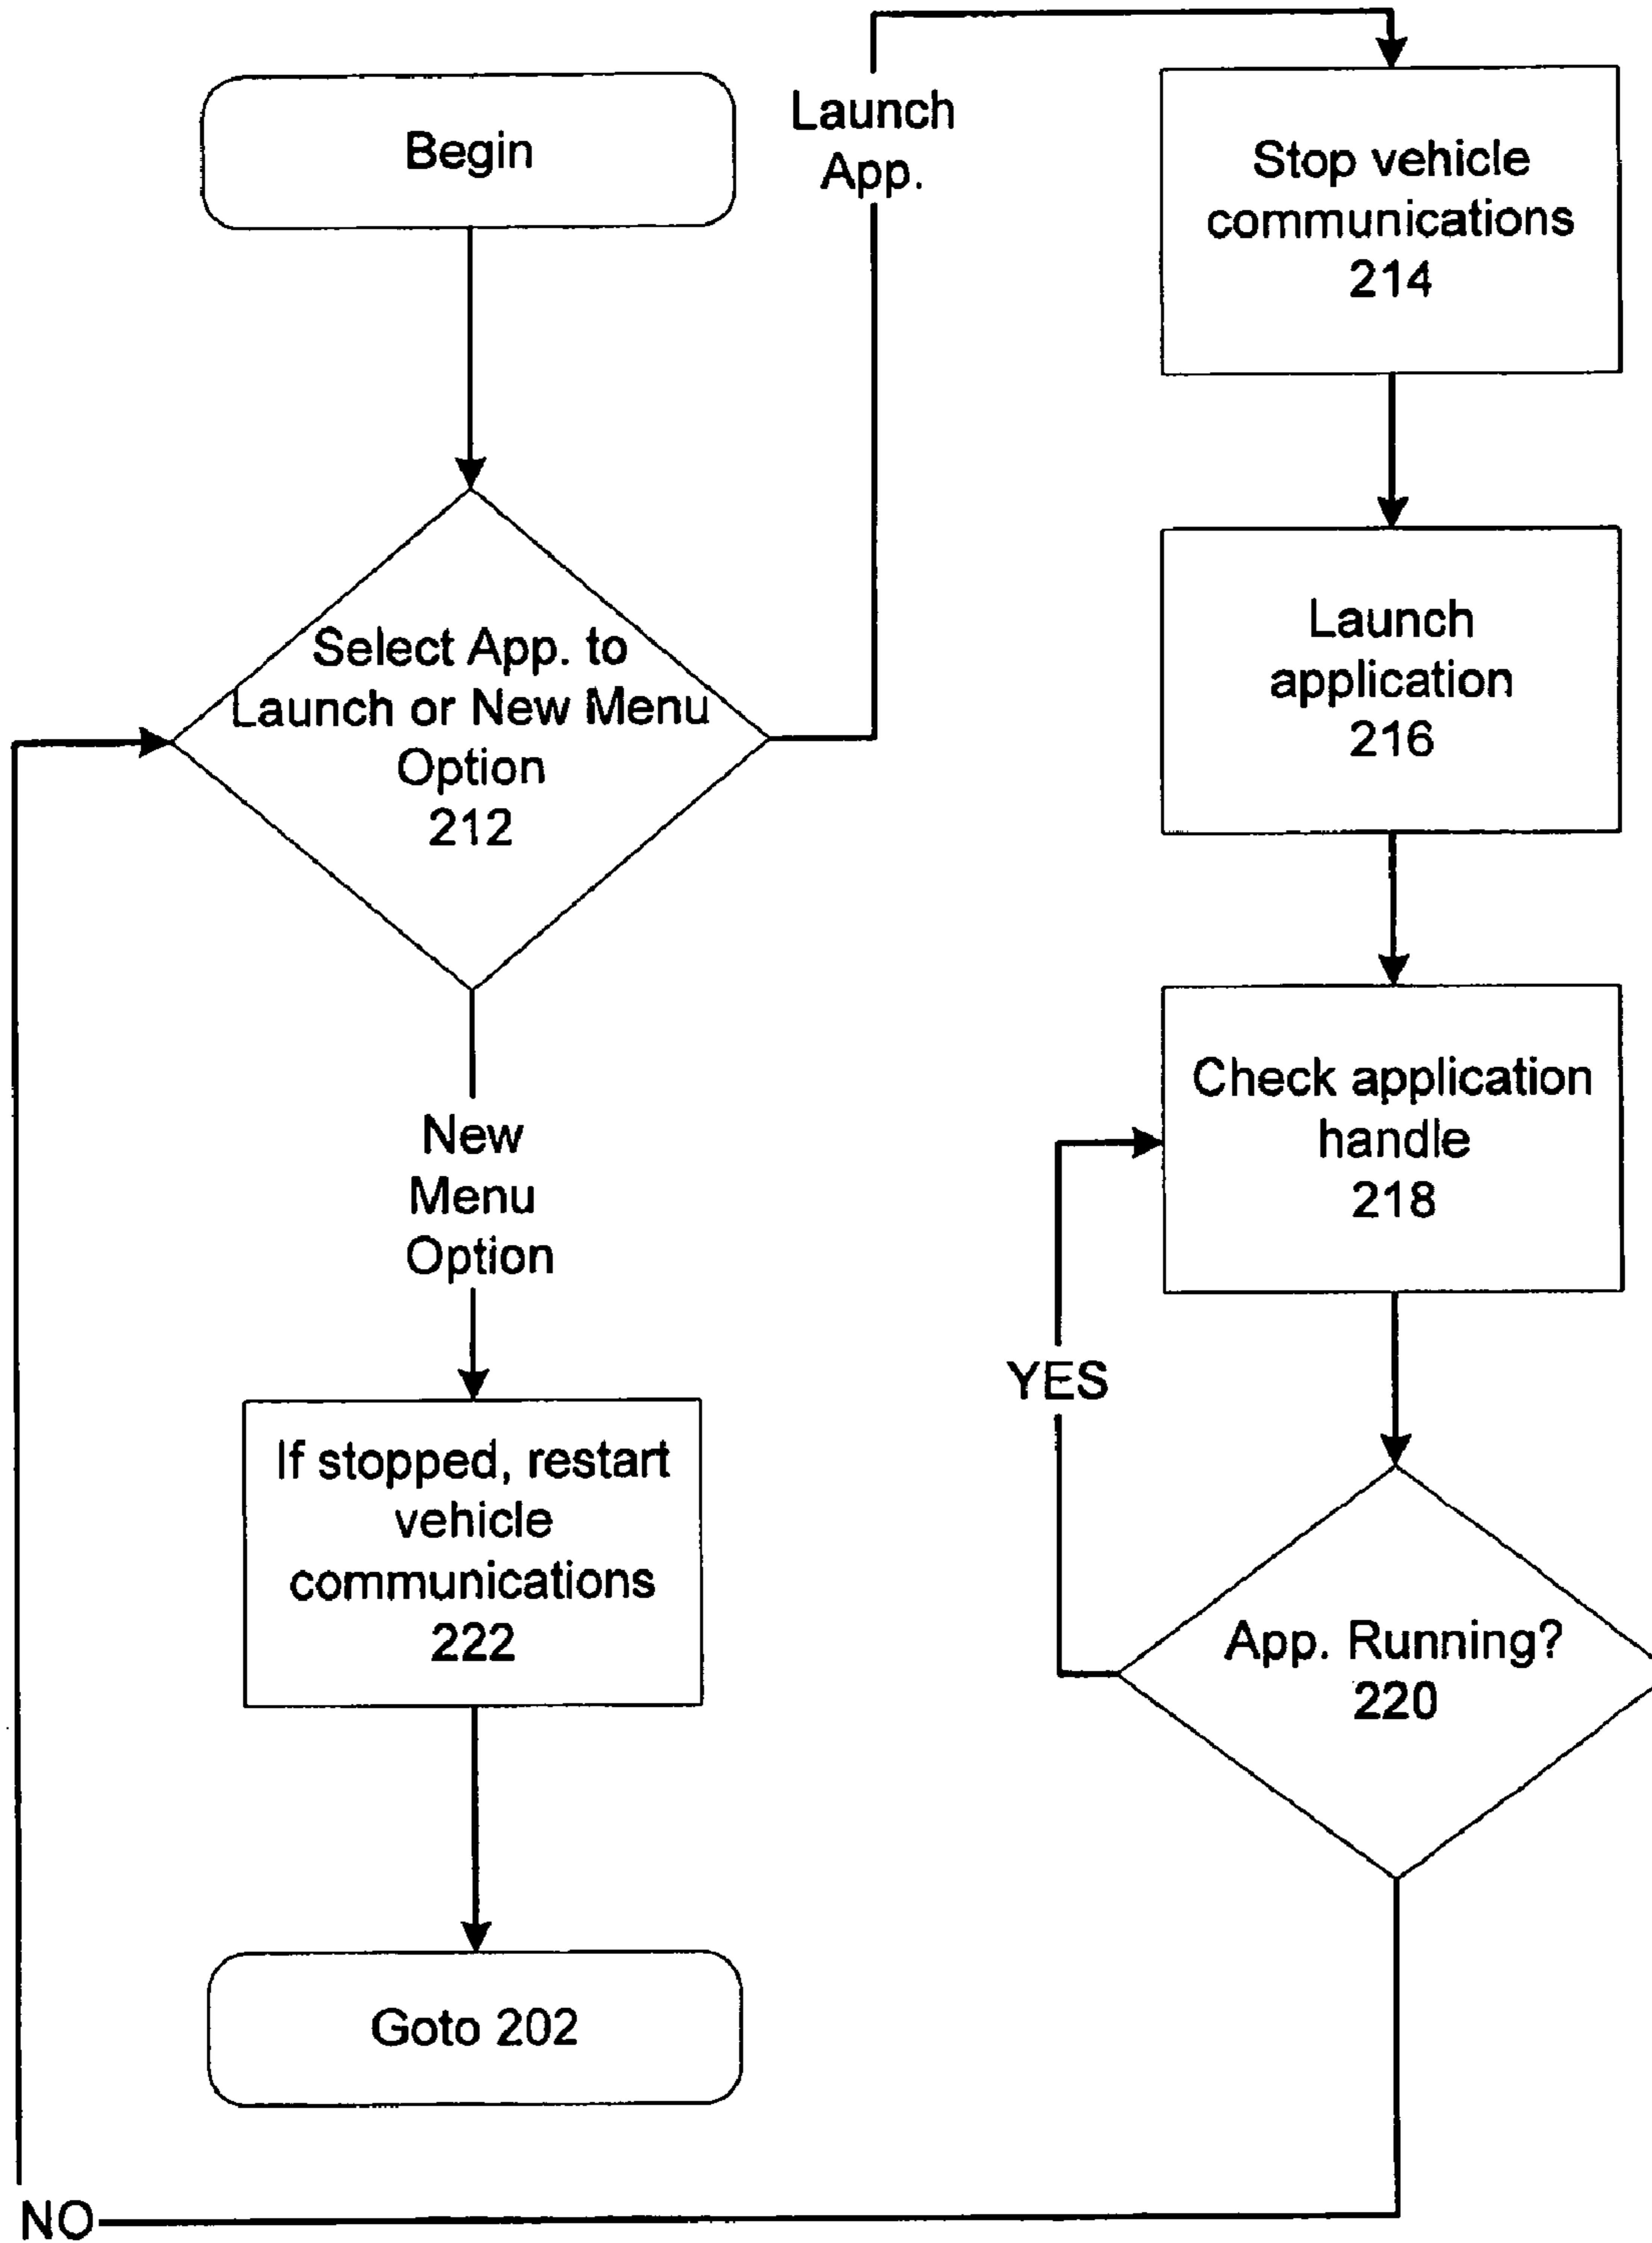 Begin
Select App. to
Launch or New Menu
Option
212
New
Menu
Option
If stopped, restart
vehicle
communications
222
Goto 202
Launch
App.
Stop vehicle
communications
214
Launch
application
216
Check application
handle
218
YES
App. Running?
220
NO